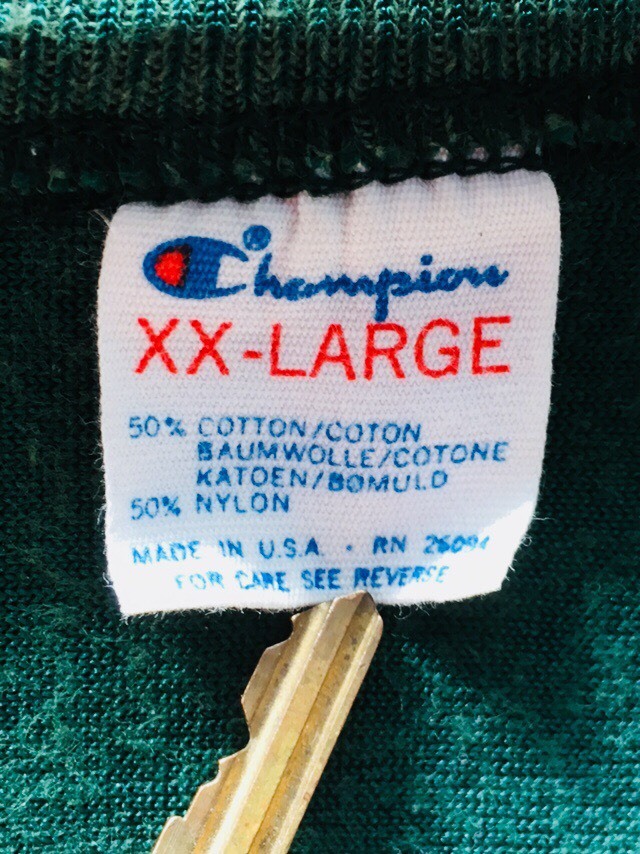 Champion®
XX-LARGE
50% COTTON/COTON
BAUMWOLLE/COTONE
KATOEN/BOMULD
50% NYLON
MADE IN U.S.A. · RN 26094
FOR CARE SEE REVERSE